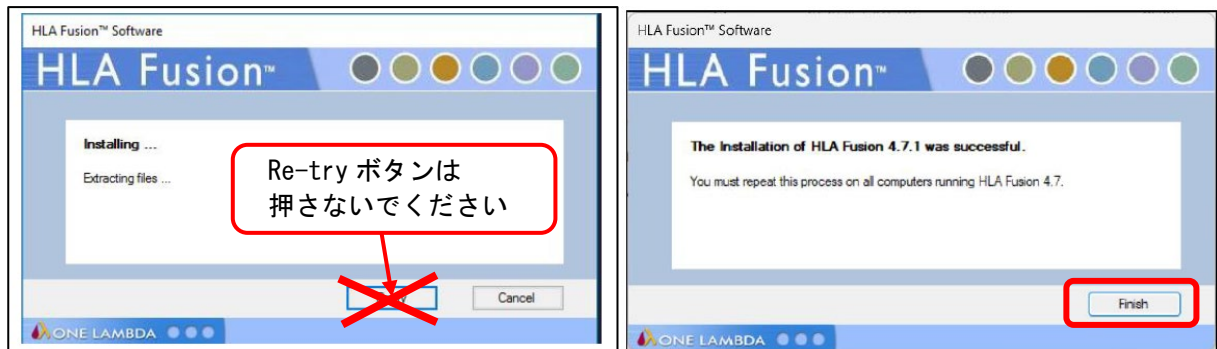 HLA Fusion™ Software
HLA Fusion™
Installing ...
Extracting files ...
Re-try ボタンは
押さないでください
Cancel
ONE LAMBDA
HLA Fusion™ Software
HLA Fusion™
The Installation of HLA Fusion 4.7.1 was successful.
You must repeat this process on all computers running HLA Fusion 4.7.
Finish
ONE LAMBDA